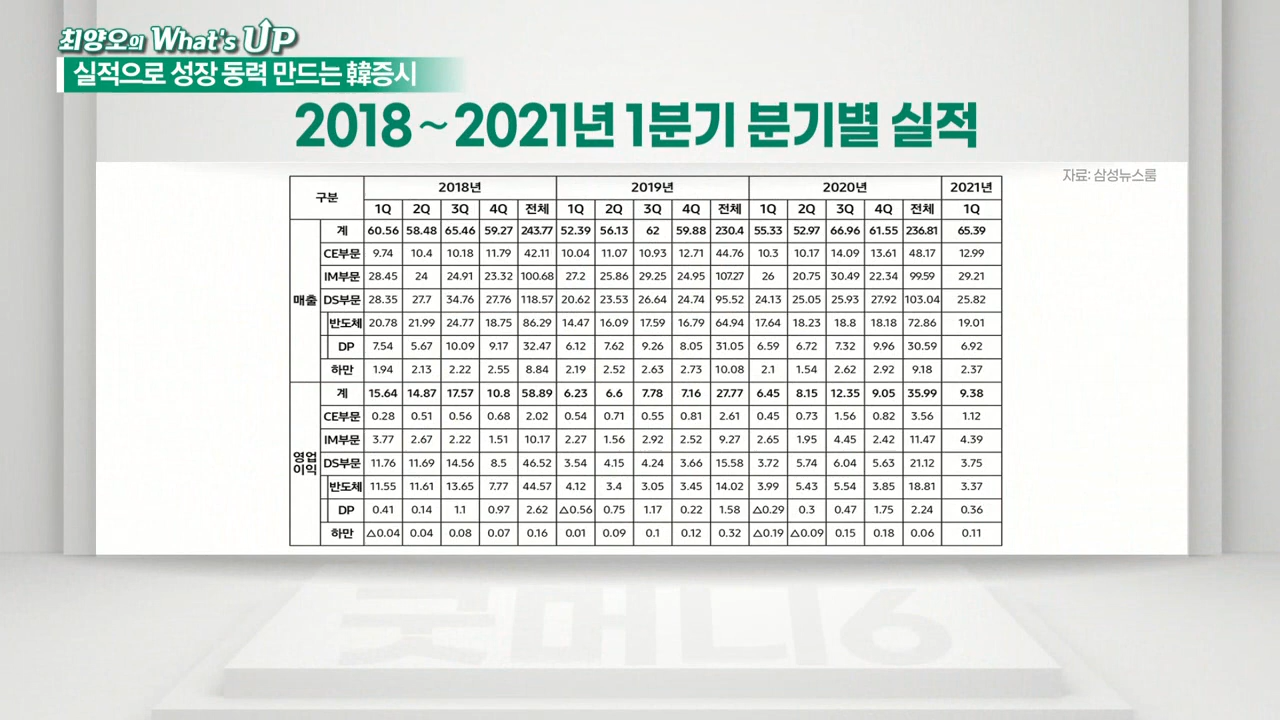 최양오의 What's UP
실적으로 성장 동력 만드는 韓증시
2018~2021년 1분기 분기별 실적
자료: 삼성뉴스룸
구분 2018년 2019년 2020년 2021년
1Q 2Q 3Q 4Q 전체 1Q 2Q 3Q 4Q 전체 1Q 2Q 3Q 4Q 전체 1Q
매출 계 60.56 58.48 65.46 59.27 243.77 52.39 56.13 62 59.88 230.4 55.33 52.97 66.96 61.55 236.81 65.39
CE부문 9.74 10.4 10.18 11.79 42.11 10.04 11.07 10.93 12.71 44.76 10.3 10.17 14.09 13.61 48.17 12.99
IM부문 28.45 24 24.91 23.32 100.68 27.2 25.86 29.25 24.95 107.27 26 20.75 30.49 22.34 99.59 29.21
DS부문 28.35 27.7 34.76 27.76 118.57 20.62 23.53 26.64 24.74 95.52 24.13 25.05 25.93 27.92 103.04 25.82
반도체 20.78 21.99 24.77 18.75 86.29 14.47 16.09 17.59 16.79 64.94 17.64 18.23 18.8 18.18 72.86 19.01
DP 7.54 5.67 10.09 9.17 32.47 6.12 7.62 9.26 8.05 31.05 6.59 6.72 7.32 9.96 30.59 6.92
하만 1.94 2.13 2.22 2.55 8.84 2.19 2.52 2.63 2.73 10.08 2.1 1.54 2.62 2.92 9.18 2.37
영업이익 계 15.64 14.87 17.57 10.8 58.89 6.23 6.6 7.78 7.16 27.77 6.45 8.15 12.35 9.05 35.99 9.38
CE부문 0.28 0.51 0.56 0.68 2.02 0.54 0.71 0.55 0.81 2.61 0.45 0.73 1.56 0.82 3.56 1.12
IM부문 3.77 2.67 2.22 1.51 10.17 2.27 1.56 2.92 2.52 9.27 2.65 1.95 4.45 2.42 11.47 4.39
DS부문 11.76 11.69 14.56 8.5 46.52 3.54 4.15 4.24 3.66 15.58 3.72 5.74 6.04 5.63 21.12 3.75
반도체 11.55 11.61 13.65 7.77 44.57 4.12 3.4 3.05 3.45 14.02 3.99 5.43 5.54 3.85 18.81 3.37
DP 0.41 0.14 1.1 0.97 2.62 △0.56 0.75 1.17 0.22 1.58 △0.29 0.3 0.47 1.75 2.24 0.36
하만 △0.04 0.04 0.08 0.07 0.16 0.01 0.09 0.1 0.12 0.32 △0.19 △0.09 0.15 0.18 0.06 0.11
굿머니6